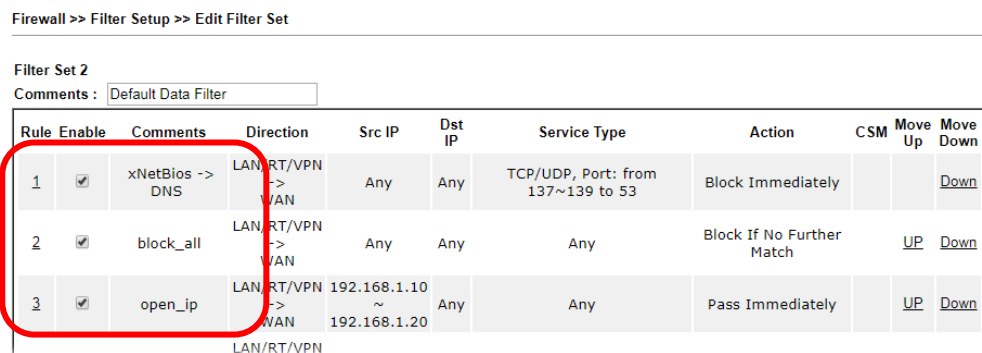 Firewall >> Filter Setup >> Edit Filter Set
Filter Set 2
Comments : Default Data Filter
Rule Enable Comments Direction Src IP Dst IP Service Type Action CSM Move Up Move Down
1 xNetBios -> DNS LAN/RT/VPN -> WAN Any Any TCP/UDP, Port: from 137~139 to 53 Block Immediately Down
2 block_all LAN/RT/VPN -> WAN Any Any Any Block If No Further Match UP Down
3 open_ip LAN/RT/VPN -> WAN 192.168.1.10 ~ 192.168.1.20 Any Any Pass Immediately UP Down
LAN/RT/VPN